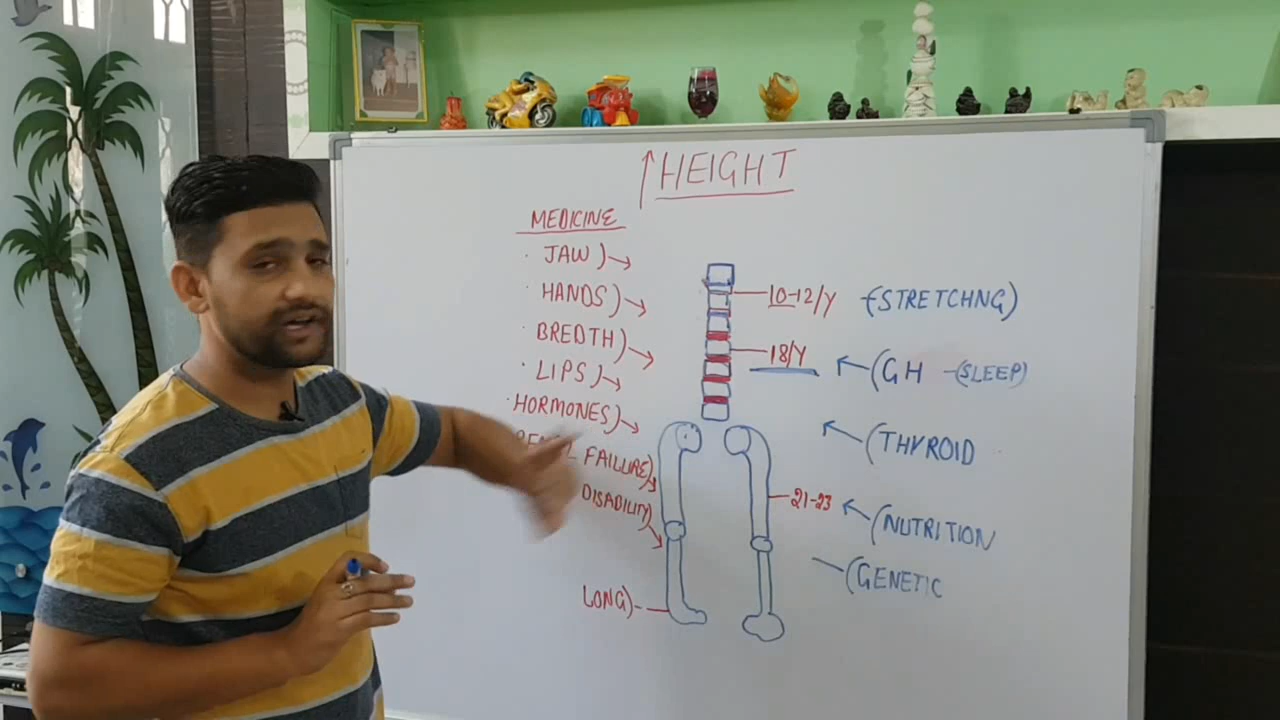 HEIGHT
MEDICINE
· JAW)
· HANDS)
· BREDTH)
· LIPS)
· HORMONES)
FAILURE)
DISABILITY)
LONG)-
10-12/Y (-STRETCHNG)
18/Y (GH -(SLEEP)
(THYROID
21-23 (NUTRITION
(GENETIC